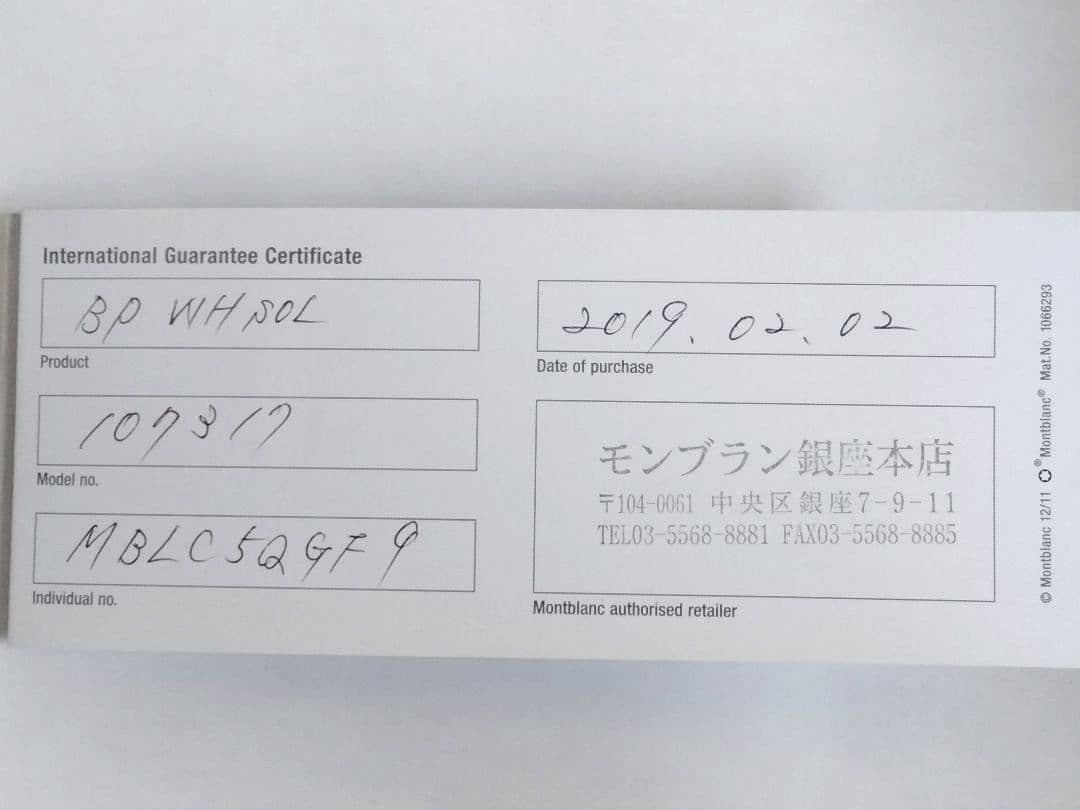 International Guarantee Certificate
BP WH SOL
Product
107317
Model no.
MBLC5QGF9
Individual no.
2019.02.02
Date of purchase
モンブラン銀座本店
〒104-0061 中央区銀座7-9-11
TEL03-5568-8881 FAX03-5568-8885
Montblanc authorised retailer
© Montblanc 12/11 ® Montblanc® Mat.No. 1066293